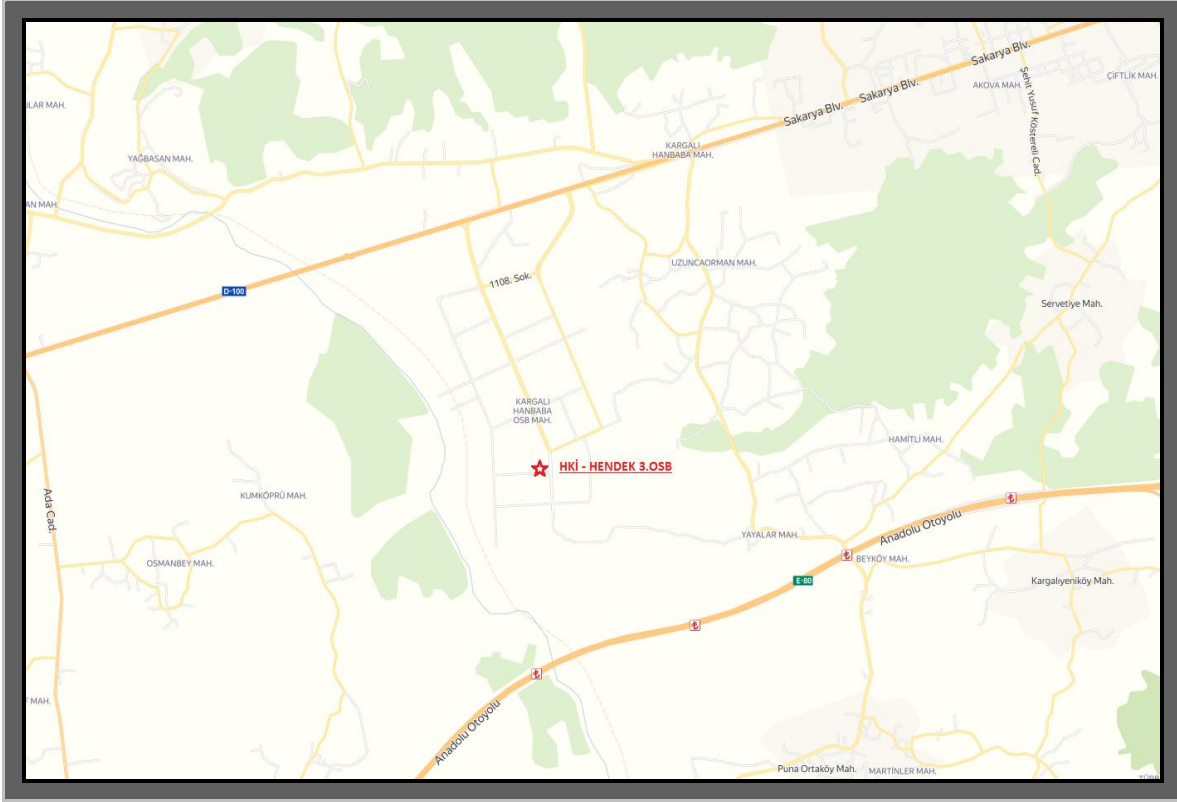 Sakarya Blv.
Sakarya Blv.
Sakarya Blv.
Şehit Yusuf Köstereli Cad.
AKOVA MAH.
ÇİFTLİK MAH.
LAR MAH.
YAĞBASAN MAH.
KARGALI
HANBABA MAH.
AN MAH.
UZUNCAORMAN MAH.
1108. Sok.
D-100
Servetiye Mah.
KARGALI
HANBABA
OSB MAH.
HAMİTLİ MAH.
HKİ - HENDEK 3.OSB
Ada Cad.
KUMKÖPRÜ MAH.
Anadolu Otoyolu
YAYALAR MAH.
BEYKÖY MAH.
OSMANBEY MAH.
E-80
Kargalıyeniköy Mah.
MAH.
Anadolu Otoyolu
Puna Ortaköy Mah.
MARTİNLER MAH.